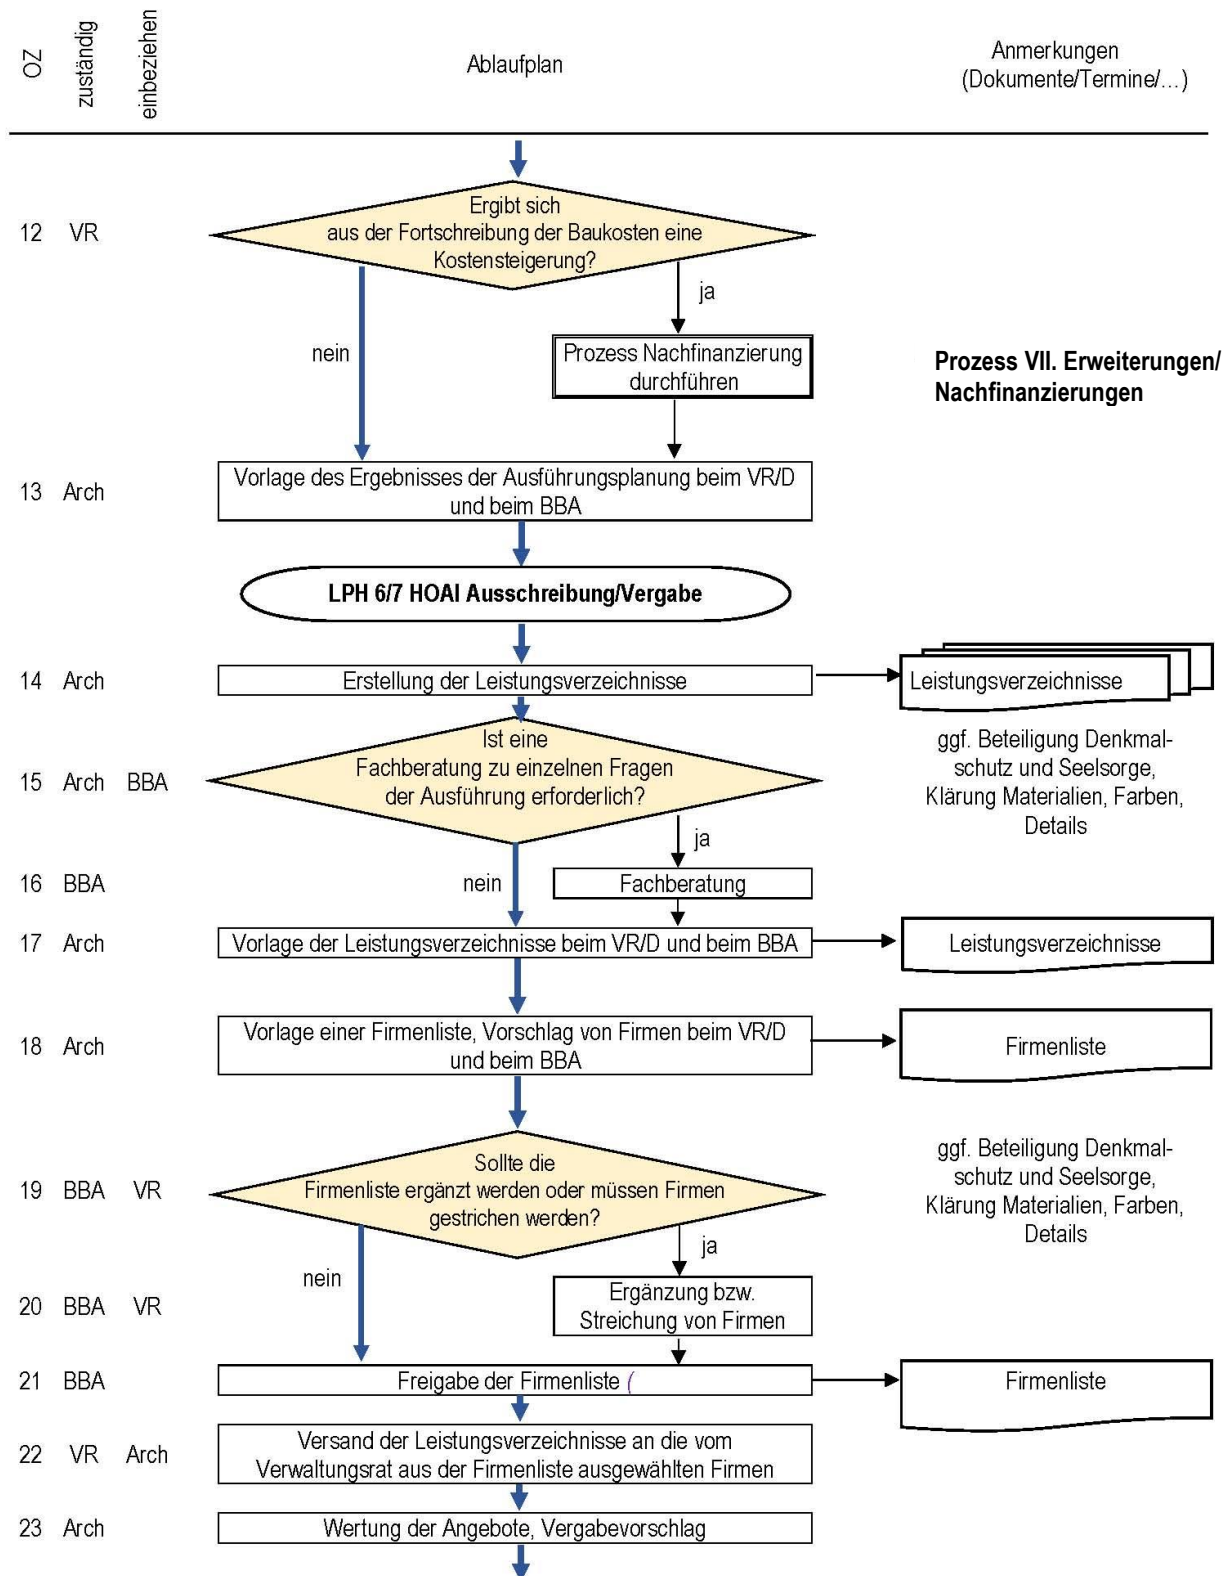 OZ
zuständig
einbeziehen
Ablaufplan
Anmerkungen
(Dokumente/Termine/…)
12 VR
Ergibt sich
aus der Fortschreibung der Baukosten eine
Kostensteigerung?
ja
nein
Prozess Nachfinanzierung
durchführen
Prozess VII. Erweiterungen/
Nachfinanzierungen
13 Arch
Vorlage des Ergebnisses der Ausführungsplanung beim VR/D
und beim BBA
LPH 6/7 HOAI Ausschreibung/Vergabe
14 Arch
Erstellung der Leistungsverzeichnisse
Leistungsverzeichnisse
15 Arch BBA
Ist eine
Fachberatung zu einzelnen Fragen
der Ausführung erforderlich?
ggf. Beteiligung Denkmal-
schutz und Seelsorge,
Klärung Materialien, Farben,
Details
ja
nein
16 BBA
Fachberatung
17 Arch
Vorlage der Leistungsverzeichnisse beim VR/D und beim BBA
Leistungsverzeichnisse
18 Arch
Vorlage einer Firmenliste, Vorschlag von Firmen beim VR/D
und beim BBA
Firmenliste
19 BBA VR
Sollte die
Firmenliste ergänzt werden oder müssen Firmen
gestrichen werden?
ggf. Beteiligung Denkmal-
schutz und Seelsorge,
Klärung Materialien, Farben,
Details
ja
nein
20 BBA VR
Ergänzung bzw.
Streichung von Firmen
21 BBA
Freigabe der Firmenliste (
Firmenliste
22 VR Arch
Versand der Leistungsverzeichnisse an die vom
Verwaltungsrat aus der Firmenliste ausgewählten Firmen
23 Arch
Wertung der Angebote, Vergabevorschlag